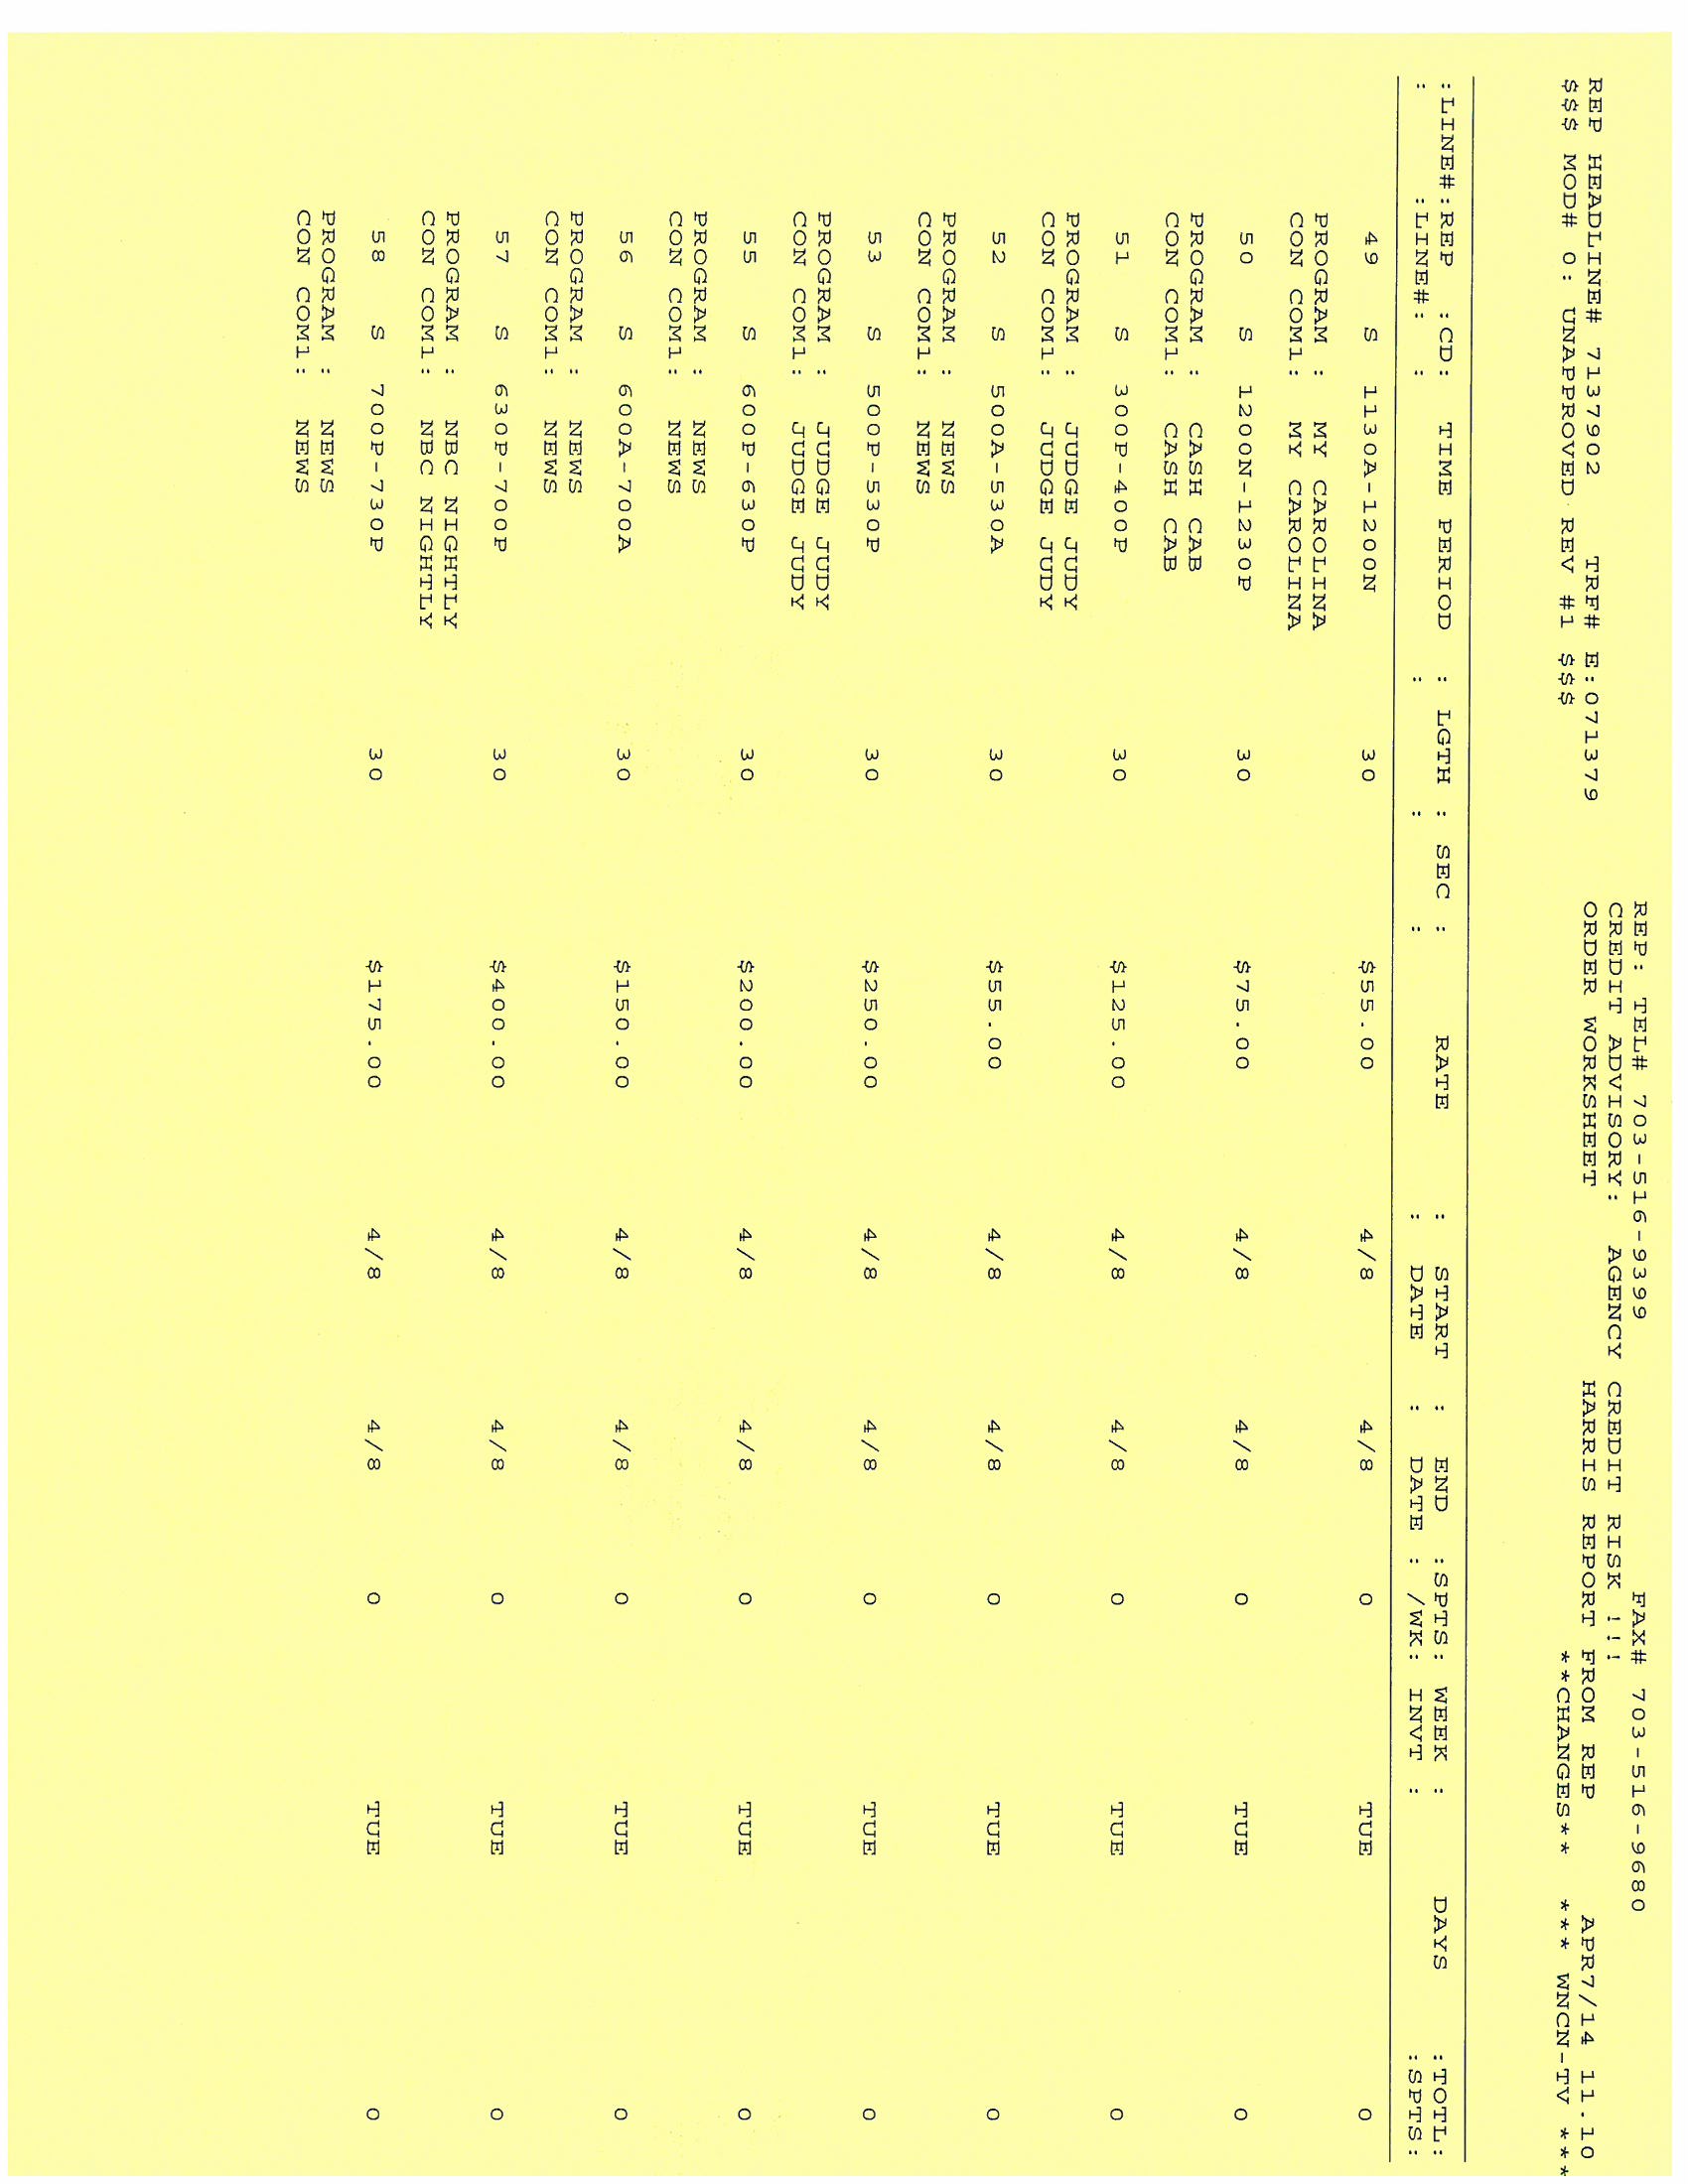 REP: TEL# 703-516-9399 FAX# 703-516-9680
CREDIT ADVISORY: AGENCY CREDIT RISK !!!
REP HEADLINE# 7137902 TRF# E:071379 ORDER WORKSHEET HARRIS REPORT FROM REP APR7/14 11.10
$$$ MOD# 0: UNAPPROVED REV #1 $$$ **CHANGES** *** WNCN-TV ***
:LINE#:REP :CD: TIME PERIOD : LGTH : SEC : RATE : START : END :SPTS: WEEK : DAYS :TOTL:
: :LINE#: : : : : : DATE : DATE : /WK: INVT : :SPTS:
49 S 1130A-1200N 30 $55.00 4/8 4/8 0 TUE 0
PROGRAM : MY CAROLINA
CON COM1: MY CAROLINA
50 S 1200N-1230P 30 $75.00 4/8 4/8 0 TUE 0
PROGRAM : CASH CAB
CON COM1: CASH CAB
51 S 300P-400P 30 $125.00 4/8 4/8 0 TUE 0
PROGRAM : JUDGE JUDY
CON COM1: JUDGE JUDY
52 S 500A-530A 30 $55.00 4/8 4/8 0 TUE 0
PROGRAM : NEWS
CON COM1: NEWS
53 S 500P-530P 30 $250.00 4/8 4/8 0 TUE 0
PROGRAM : JUDGE JUDY
CON COM1: JUDGE JUDY
55 S 600P-630P 30 $200.00 4/8 4/8 0 TUE 0
PROGRAM : NEWS
CON COM1: NEWS
56 S 600A-700A 30 $150.00 4/8 4/8 0 TUE 0
PROGRAM : NEWS
CON COM1: NEWS
57 S 630P-700P 30 $400.00 4/8 4/8 0 TUE 0
PROGRAM : NBC NIGHTLY
CON COM1: NBC NIGHTLY
58 S 700P-730P 30 $175.00 4/8 4/8 0 TUE 0
PROGRAM : NEWS
CON COM1: NEWS